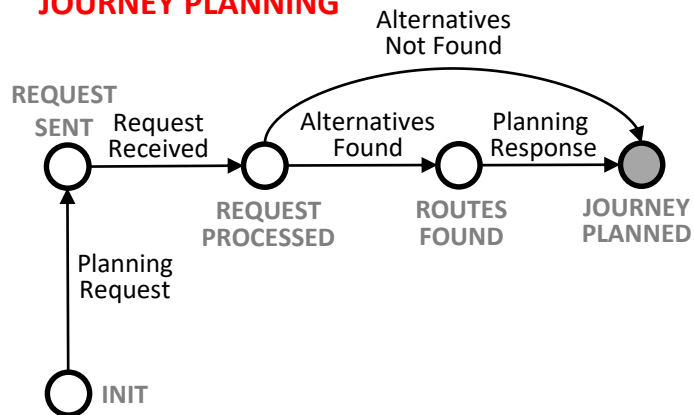 JOURNEY PLANNING
Alternatives
Not Found
REQUEST
SENT
Request
Received
Alternatives
Found
Planning
Response
REQUEST
PROCESSED
ROUTES
FOUND
JOURNEY
PLANNED
Planning
Request
INIT